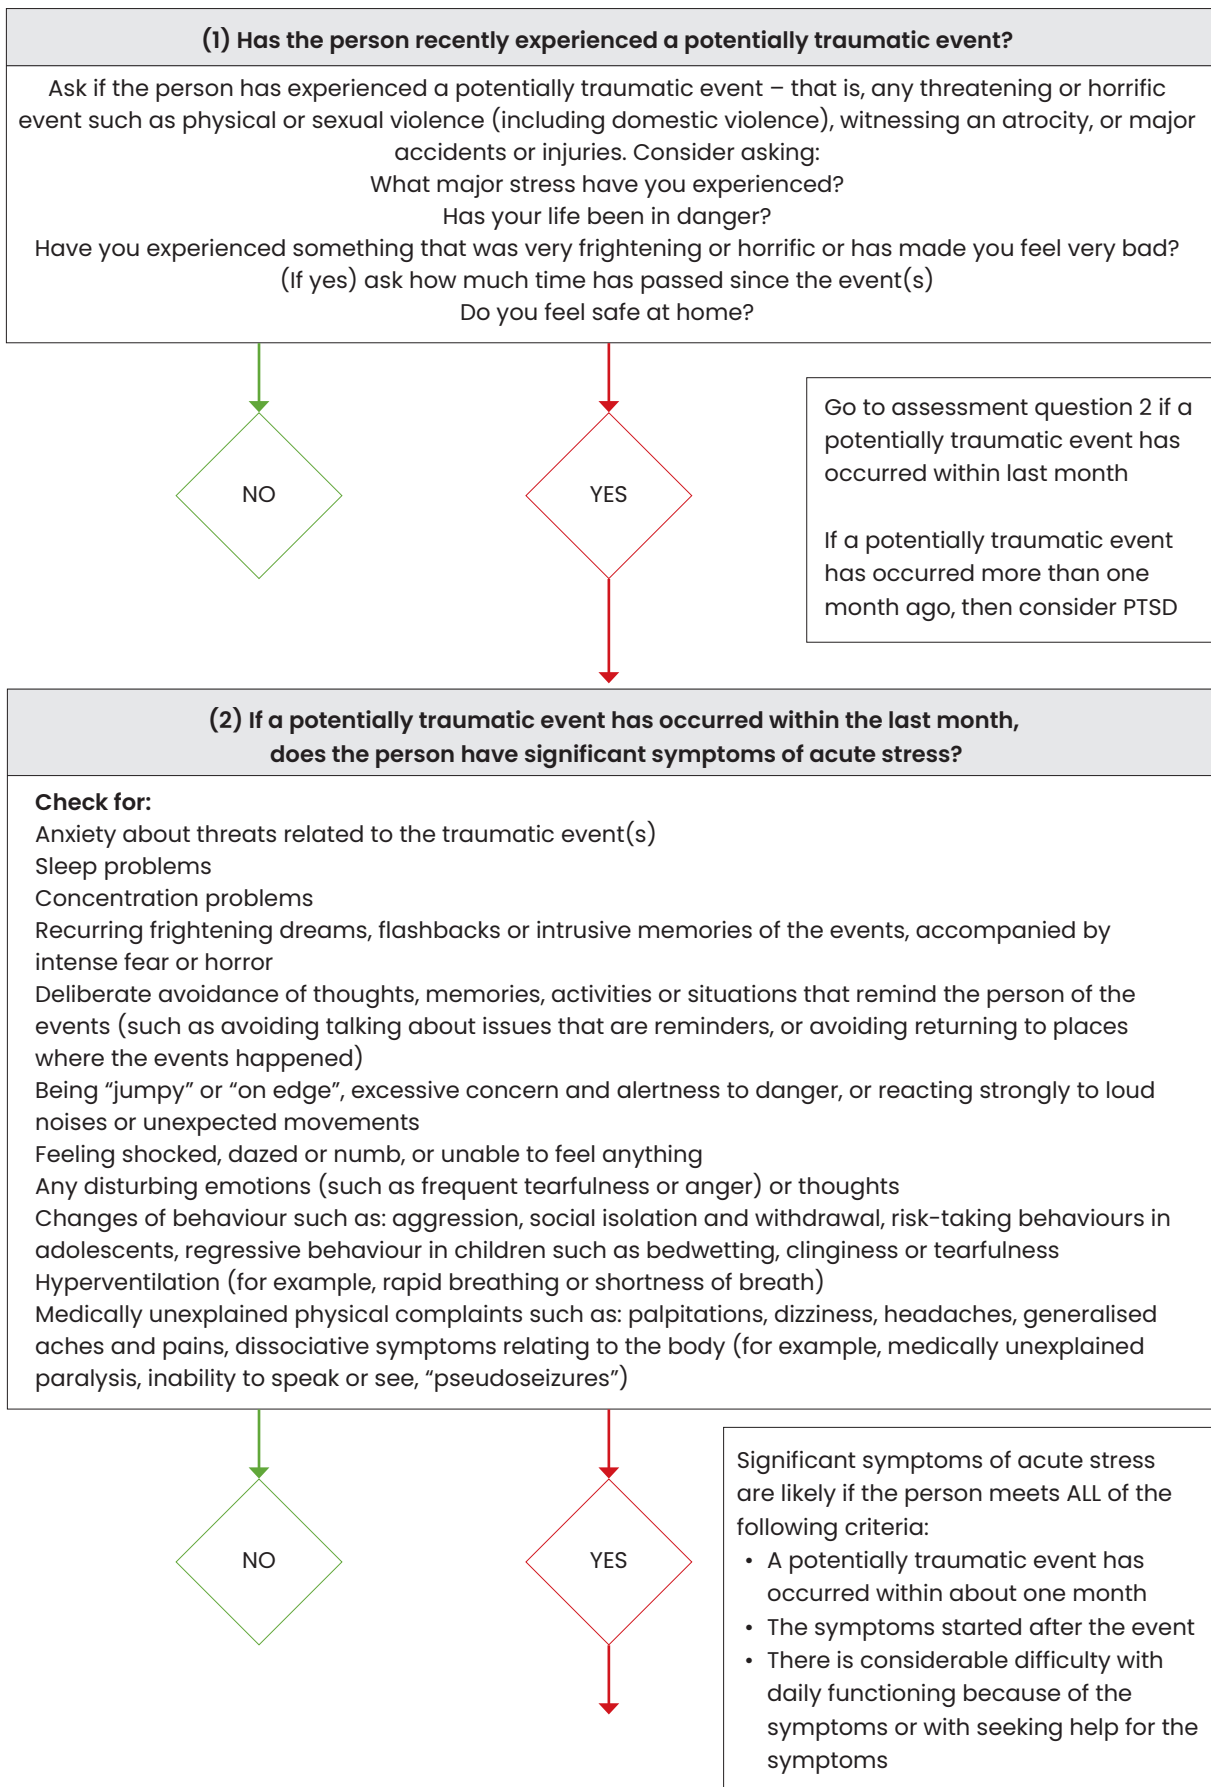 (1) Has the person recently experienced a potentially traumatic event?
Ask if the person has experienced a potentially traumatic event – that is, any threatening or horrific
event such as physical or sexual violence (including domestic violence), witnessing an atrocity, or major
accidents or injuries. Consider asking:
What major stress have you experienced?
Has your life been in danger?
Have you experienced something that was very frightening or horrific or has made you feel very bad?
(If yes) ask how much time has passed since the event(s)
Do you feel safe at home?
NO
YES
Go to assessment question 2 if a
potentially traumatic event has
occurred within last month
If a potentially traumatic event
has occurred more than one
month ago, then consider PTSD
(2) If a potentially traumatic event has occurred within the last month,
does the person have significant symptoms of acute stress?
Check for:
Anxiety about threats related to the traumatic event(s)
Sleep problems
Concentration problems
Recurring frightening dreams, flashbacks or intrusive memories of the events, accompanied by
intense fear or horror
Deliberate avoidance of thoughts, memories, activities or situations that remind the person of the
events (such as avoiding talking about issues that are reminders, or avoiding returning to places
where the events happened)
Being “jumpy” or “on edge”, excessive concern and alertness to danger, or reacting strongly to loud
noises or unexpected movements
Feeling shocked, dazed or numb, or unable to feel anything
Any disturbing emotions (such as frequent tearfulness or anger) or thoughts
Changes of behaviour such as: aggression, social isolation and withdrawal, risk-taking behaviours in
adolescents, regressive behaviour in children such as bedwetting, clinginess or tearfulness
Hyperventilation (for example, rapid breathing or shortness of breath)
Medically unexplained physical complaints such as: palpitations, dizziness, headaches, generalised
aches and pains, dissociative symptoms relating to the body (for example, medically unexplained
paralysis, inability to speak or see, “pseudoseizures”)
NO
YES
Significant symptoms of acute stress
are likely if the person meets ALL of the
following criteria:
• A potentially traumatic event has
occurred within about one month
• The symptoms started after the event
• There is considerable difficulty with
daily functioning because of the
symptoms or with seeking help for the
symptoms